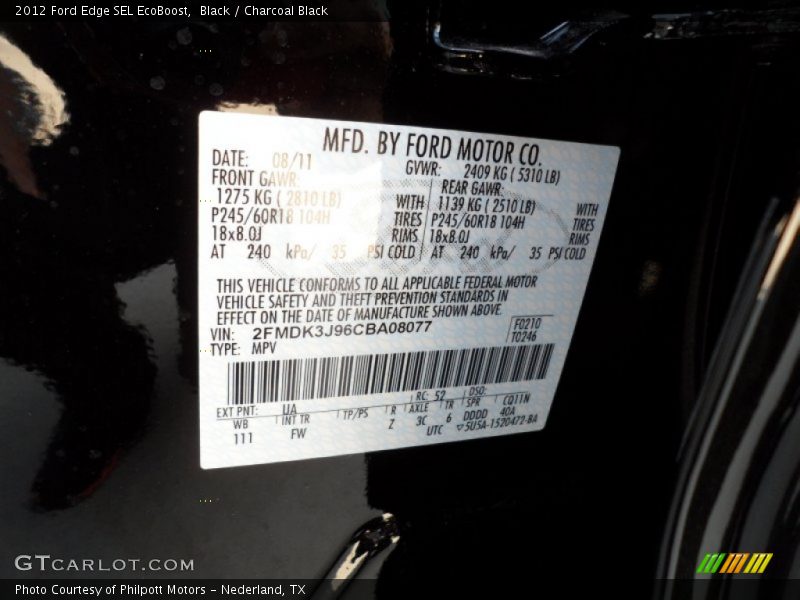 2012 Ford Edge SEL EcoBoost, Black / Charcoal Black
MFD. BY FORD MOTOR CO.
DATE: 08/11 GVWR: 2409 KG ( 5310 LB)
FRONT GAWR: REAR GAWR:
1275 KG ( 2810 LB) WITH 1139 KG ( 2510 LB) WITH
P245/60R18 104H TIRES P245/60R18 104H TIRES
18x8.0J RIMS 18x8.0J RIMS
AT 240 kPa/ 35 PSI COLD AT 240 kPa/ 35 PSI COLD
THIS VEHICLE CONFORMS TO ALL APPLICABLE FEDERAL MOTOR
VEHICLE SAFETY AND THEFT PREVENTION STANDARDS IN
EFFECT ON THE DATE OF MANUFACTURE SHOWN ABOVE.
VIN: 2FMDK3J96CBA08077 F0210
TYPE: MPV T0246
EXT PNT: UA RC: 52 DSO:
WB INT TR TP/PS R AXLE TR SPR CQ11N
111 FW Z 3C 6 DDDD 40A
UTC ▽5U5A-1520472-BA
GTCARLOT.COM
Photo Courtesy of Philpott Motors - Nederland, TX